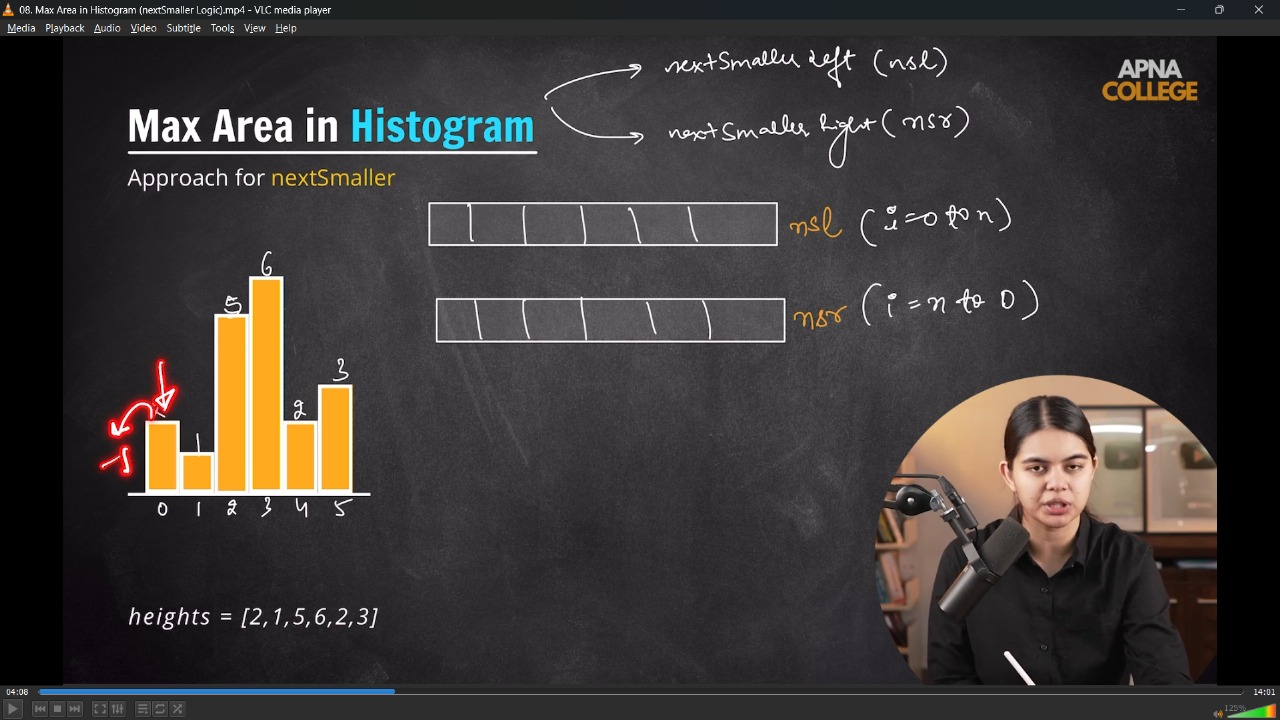 08. Max Area in Histogram (nextSmaller Logic).mp4 - VLC media player
Media Playback Audio Video Subtitle Tools View Help
nextSmaller Left (nsl)
APNA
COLLEGE
Max Area in Histogram
nextSmaller Right (nsr)
Approach for nextSmaller
nsl (i=0 to n)
6
5
nsr (i=n to 0)
3
2
1
-1
0 1 2 3 4 5
heights = [2,1,5,6,2,3]
04:08
14:01
125%